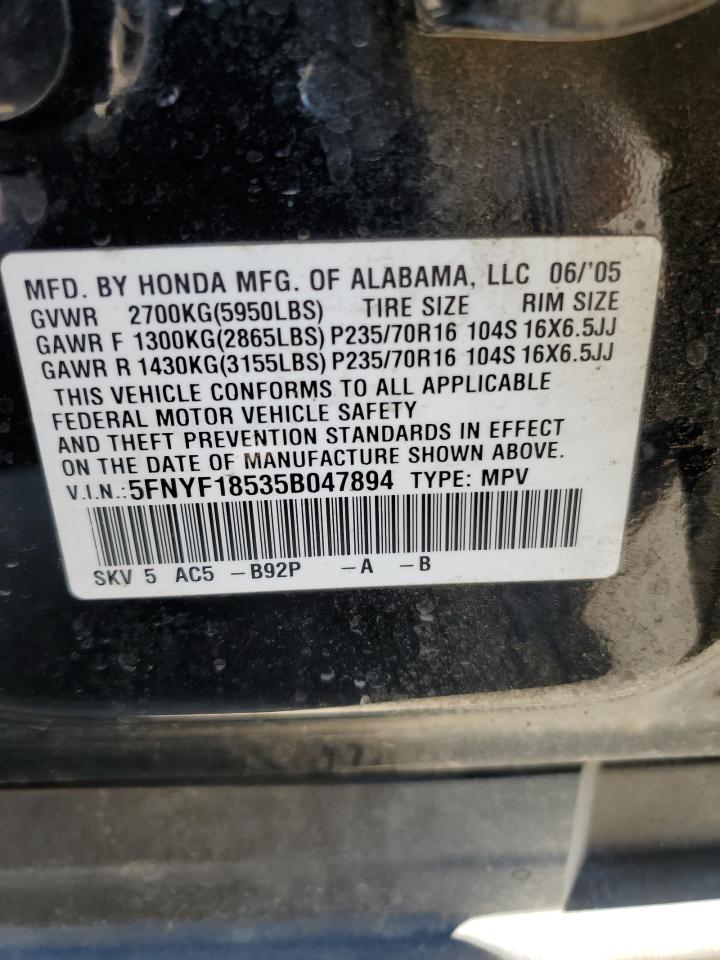 MFD. BY HONDA MFG. OF ALABAMA, LLC 06/'05
GVWR 2700KG(5950LBS) TIRE SIZE RIM SIZE
GAWR F 1300KG(2865LBS) P235/70R16 104S 16X6.5JJ
GAWR R 1430KG(3155LBS) P235/70R16 104S 16X6.5JJ
THIS VEHICLE CONFORMS TO ALL APPLICABLE
FEDERAL MOTOR VEHICLE SAFETY
AND THEFT PREVENTION STANDARDS IN EFFECT
ON THE DATE OF MANUFACTURE SHOWN ABOVE.
V.I.N.:5FNYF18535B047894 TYPE: MPV
SKV 5 AC5 -B92P -A -B